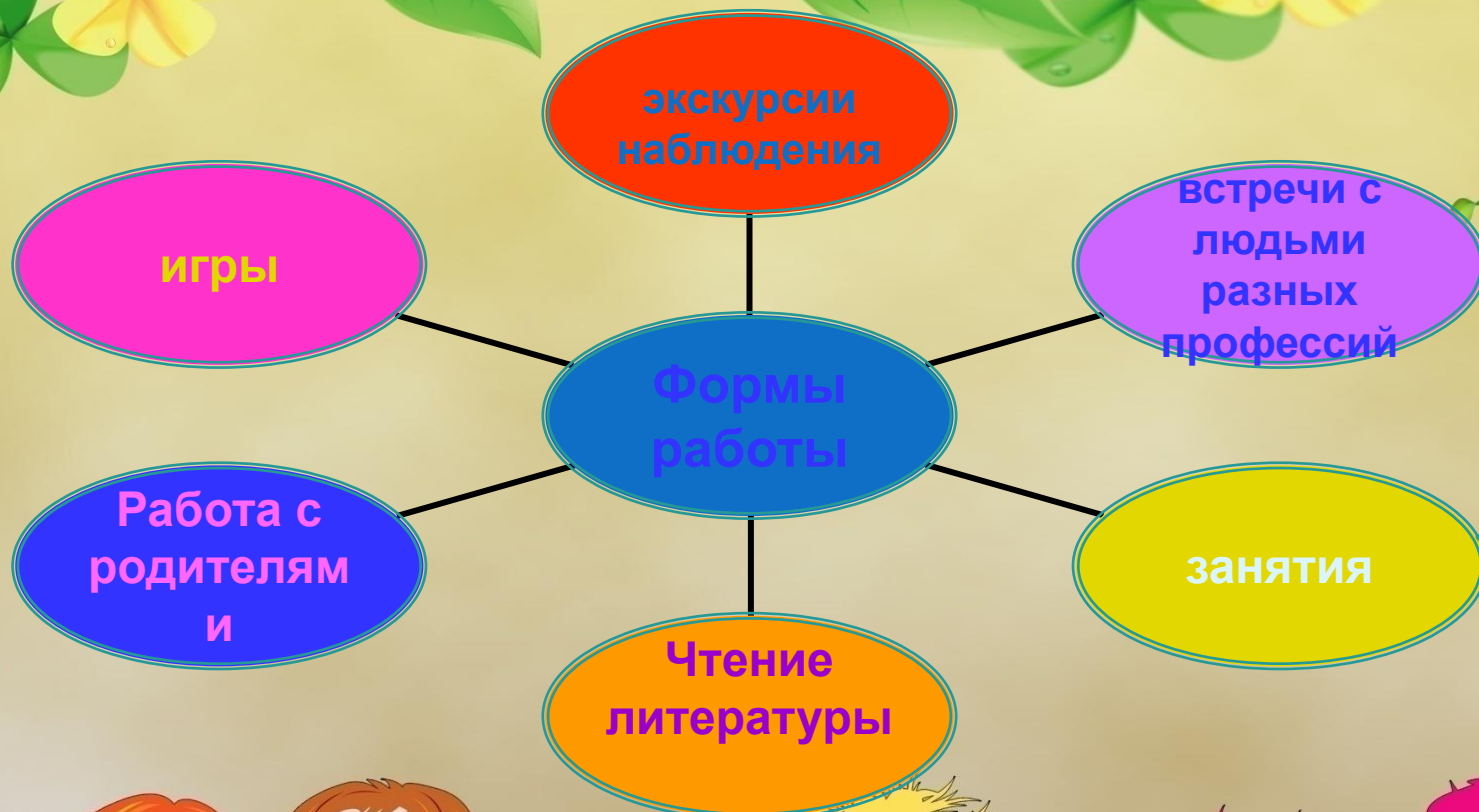 экскурсии
наблюдения
встречи с
людьми
разных
профессий
игры
Формы
работы
Работа с
родителям
и
занятия
Чтение
литературы